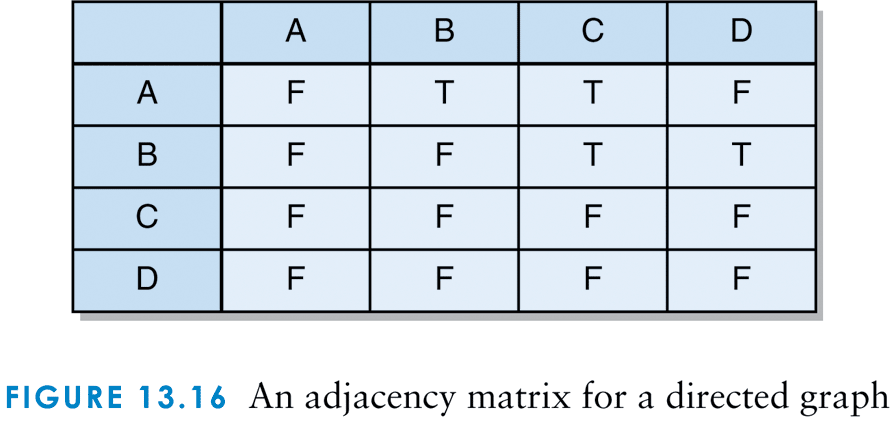 A B C D
A F T T F
B F F T T
C F F F F
D F F F F
FIGURE 13.16 An adjacency matrix for a directed graph